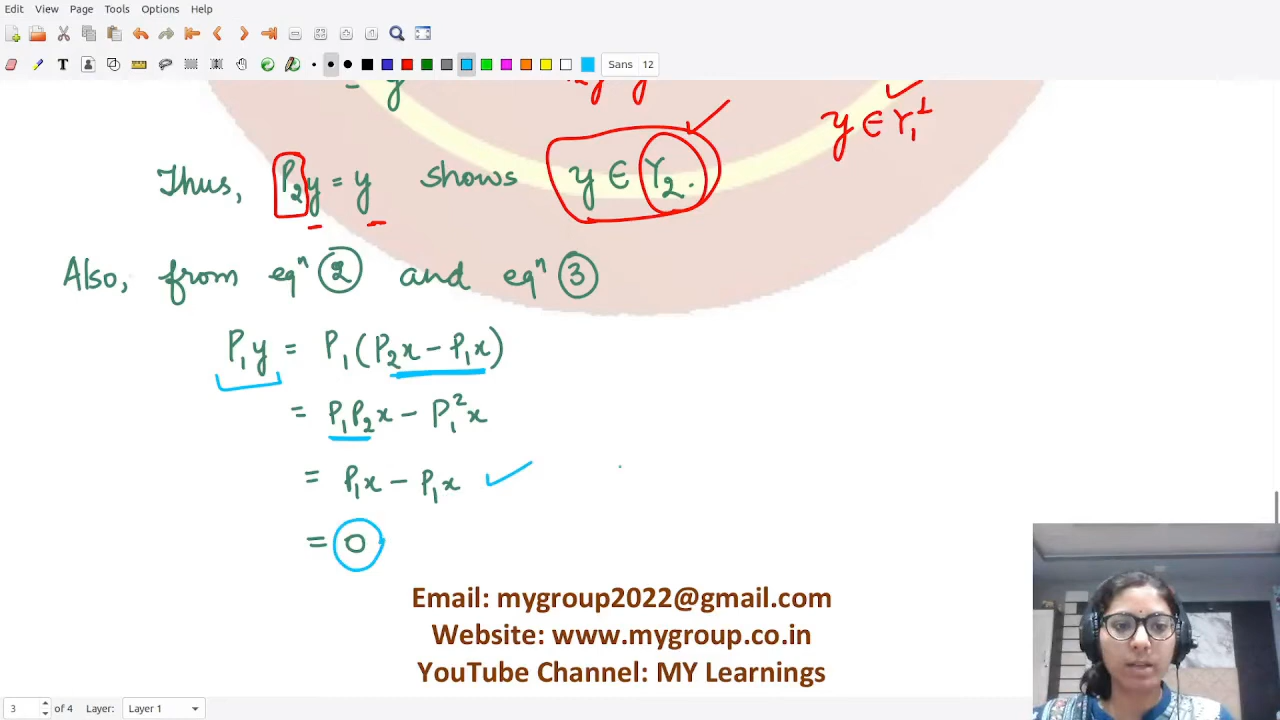 Edit View Page Tools Options Help
T Sans 12
= y
y ∈ Y₁⊥
Thus, P₂y = y shows y ∈ Y₂.
Also, from eqⁿ ② and eqⁿ ③
P₁y = P₁(P₂x − P₁x)
= P₁P₂x − P₁²x
= P₁x − P₁x
= 0
Email: mygroup2022@gmail.com
Website: www.mygroup.co.in
YouTube Channel: MY Learnings
3 of 4 Layer: Layer 1